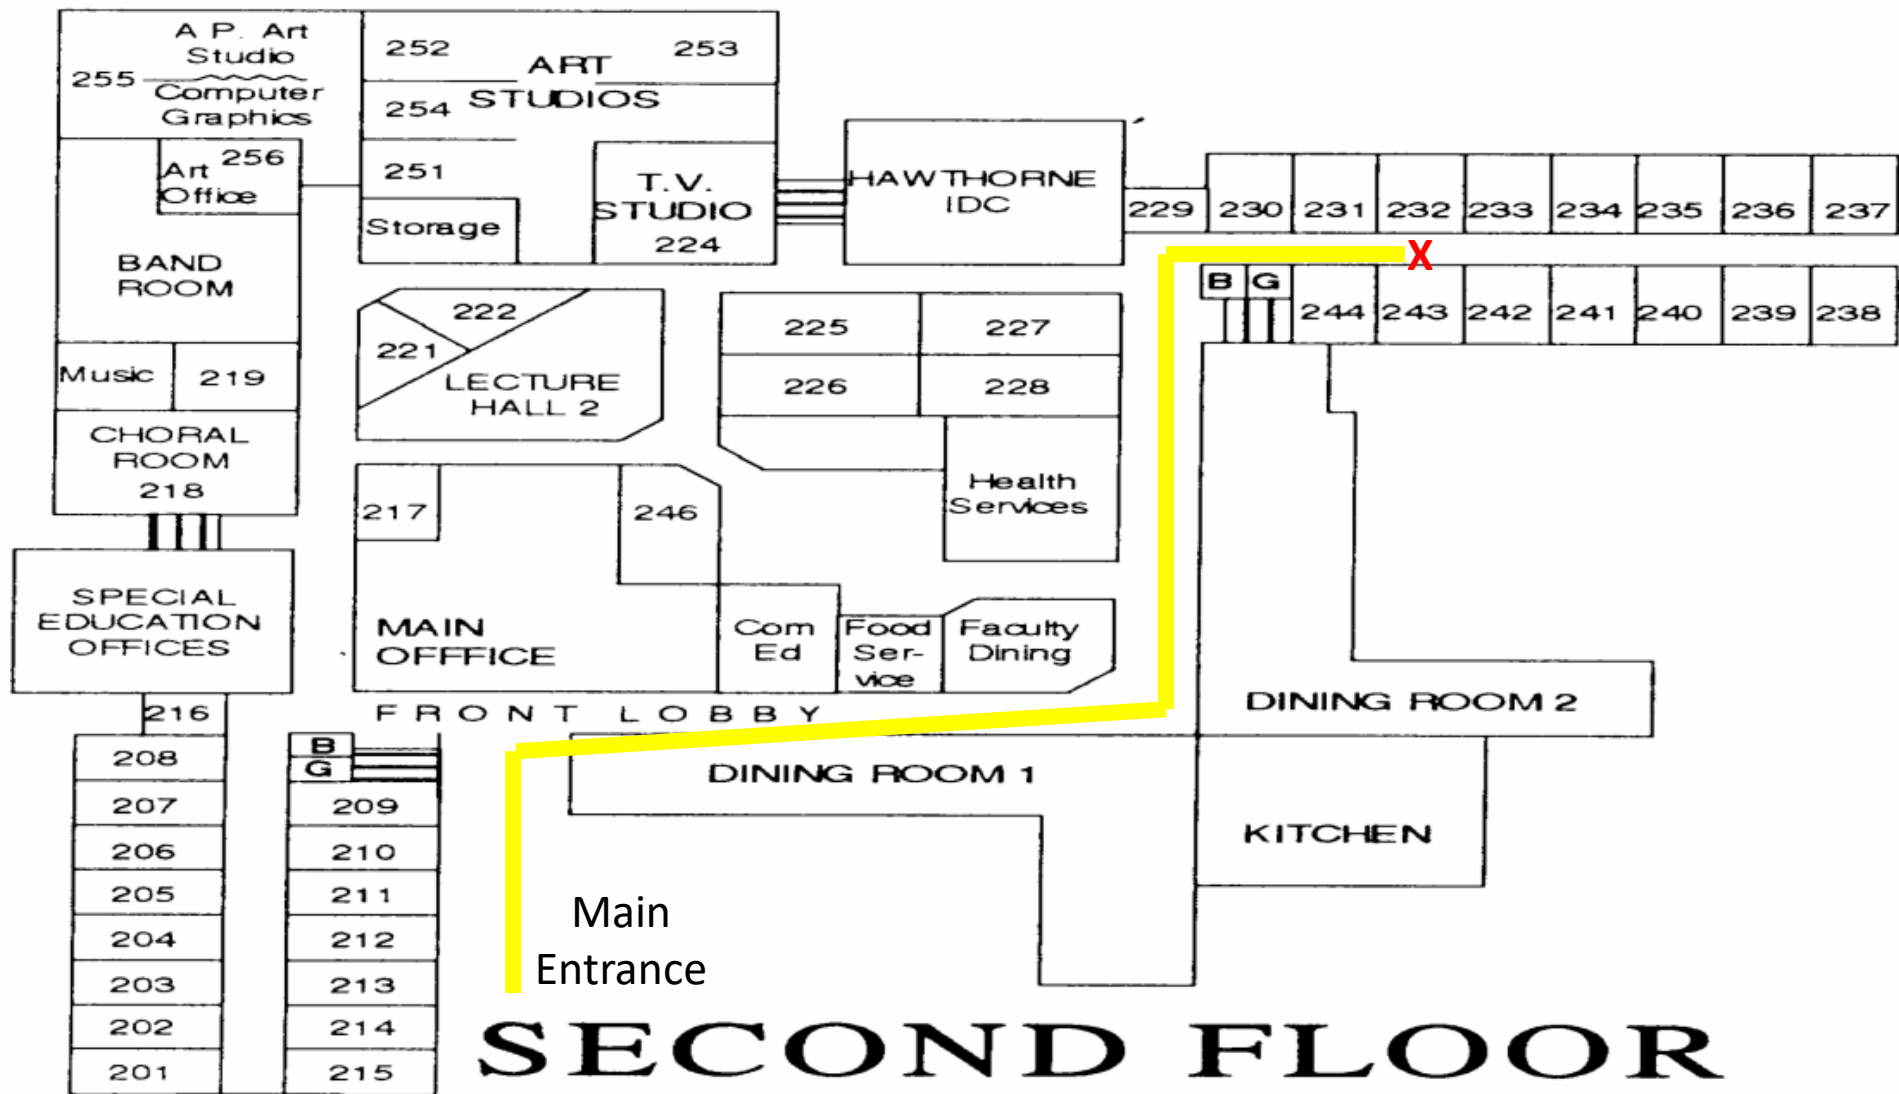 A P. Art
Studio
255
Computer
Graphics
252
ART
253
STUDIOS
254
256
Art
Office
251
Storage
T.V.
STUDIO
224
HAWTHORNE
IDC
229
230
231
232
233
234
235
236
237
X
B
G
244
243
242
241
240
239
238
BAND
ROOM
222
221
LECTURE
HALL 2
225
227
226
228
Music
219
CHORAL
ROOM
218
217
246
Health
Services
SPECIAL
EDUCATION
OFFICES
MAIN
OFFFICE
Com
Ed
Food
Ser-
vice
Faculty
Dining
216
FRONT LOBBY
DINING ROOM 2
208
B
G
DINING ROOM 1
207
209
206
210
KITCHEN
205
211
204
212
203
213
202
214
201
215
Main
Entrance
SECOND FLOOR